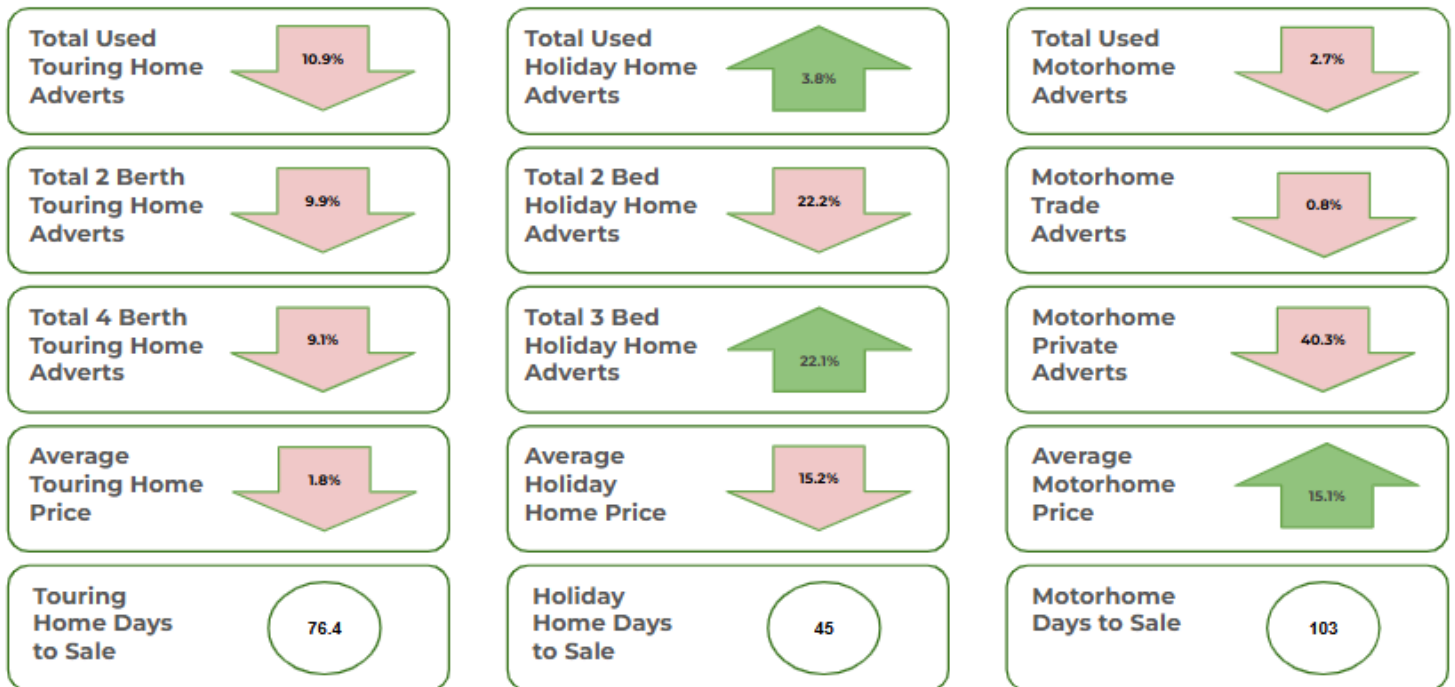 Total Used
Touring Home
Adverts
10.9%
Total Used
Holiday Home
Adverts
3.8%
Total Used
Motorhome
Adverts
2.7%
Total 2 Berth
Touring Home
Adverts
9.9%
Total 2 Bed
Holiday Home
Adverts
22.2%
Motorhome
Trade
Adverts
0.8%
Total 4 Berth
Touring Home
Adverts
9.1%
Total 3 Bed
Holiday Home
Adverts
22.1%
Motorhome
Private
Adverts
40.3%
Average
Touring Home
Price
1.8%
Average
Holiday
Home Price
15.2%
Average
Motorhome
Price
15.1%
Touring
Home Days
to Sale
76.4
Holiday
Home Days
to Sale
45
Motorhome
Days to Sale
103